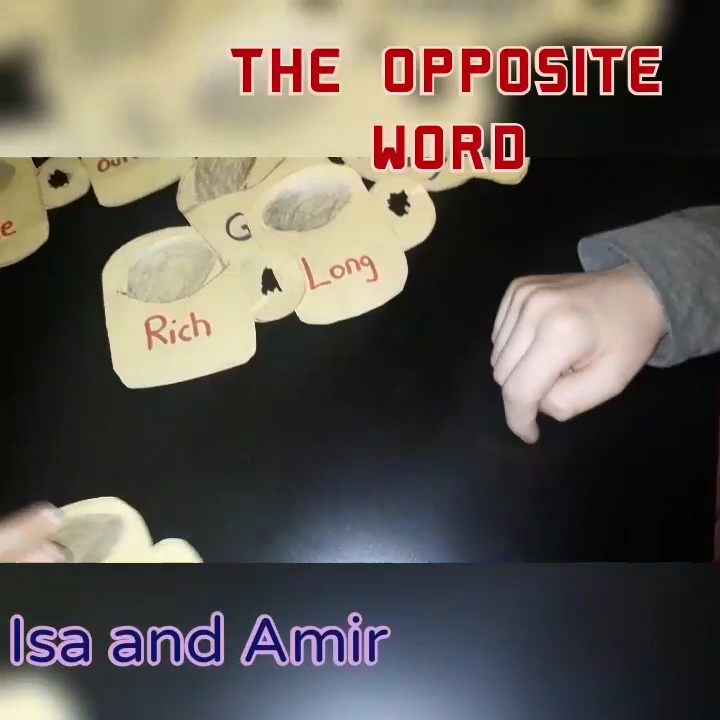 THE OPPOSITE
WORD
G
Long
Rich
Isa and Amir